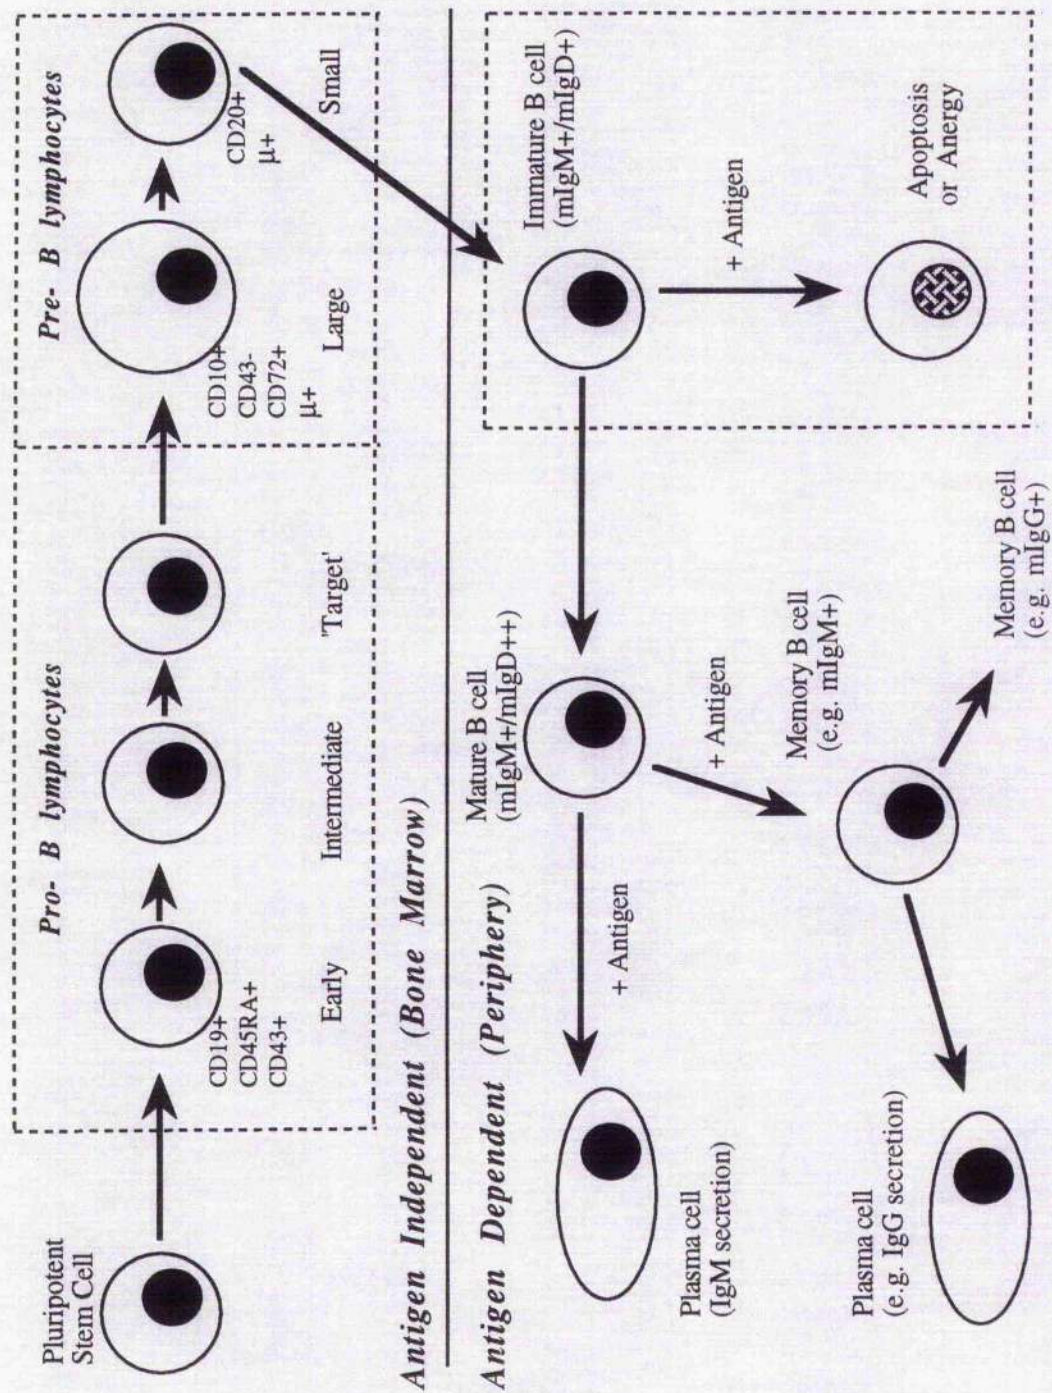 Pluripotent
Stem Cell
Pro- B lymphocytes
CD19+
CD45RA+
CD43+
Early
Intermediate
'Target'
Pre- B lymphocytes
CD10+
CD43-
CD72+
μ+
Large
CD20+
μ+
Small
Antigen Independent (Bone Marrow)
Antigen Dependent (Periphery)
Immature B cell
(mIgM+/mIgD+)
+ Antigen
Apoptosis
or Anergy
Mature B cell
(mIgM+/mIgD++)
+ Antigen
+ Antigen
Plasma cell
(IgM secretion)
Memory B cell
(e.g. mIgM+)
Memory B cell
(e.g. mIgG+)
Plasma cell
(e.g. IgG secretion)